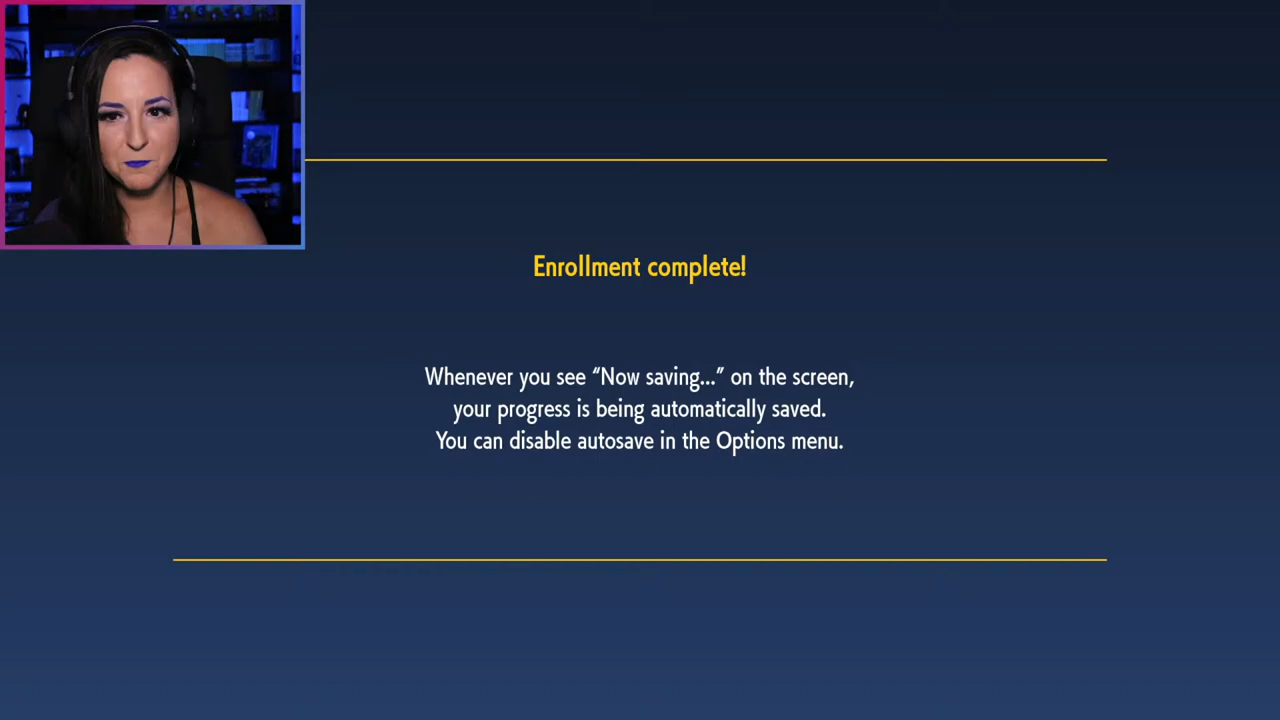 Enrollment complete!
Whenever you see “Now saving...” on the screen,
your progress is being automatically saved.
You can disable autosave in the Options menu.